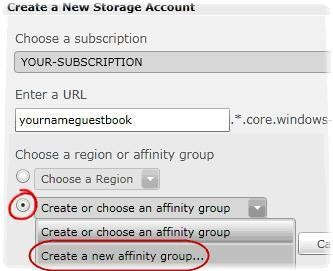 Create a New Storage Account
Choose a subscription
YOUR-SUBSCRIPTION
Enter a URL
yournameguestbook .*.core.windows-
Choose a region or affinity group
Choose a Region
Create or choose an affinity group
Create or choose an affinity group
Create a new affinity group...